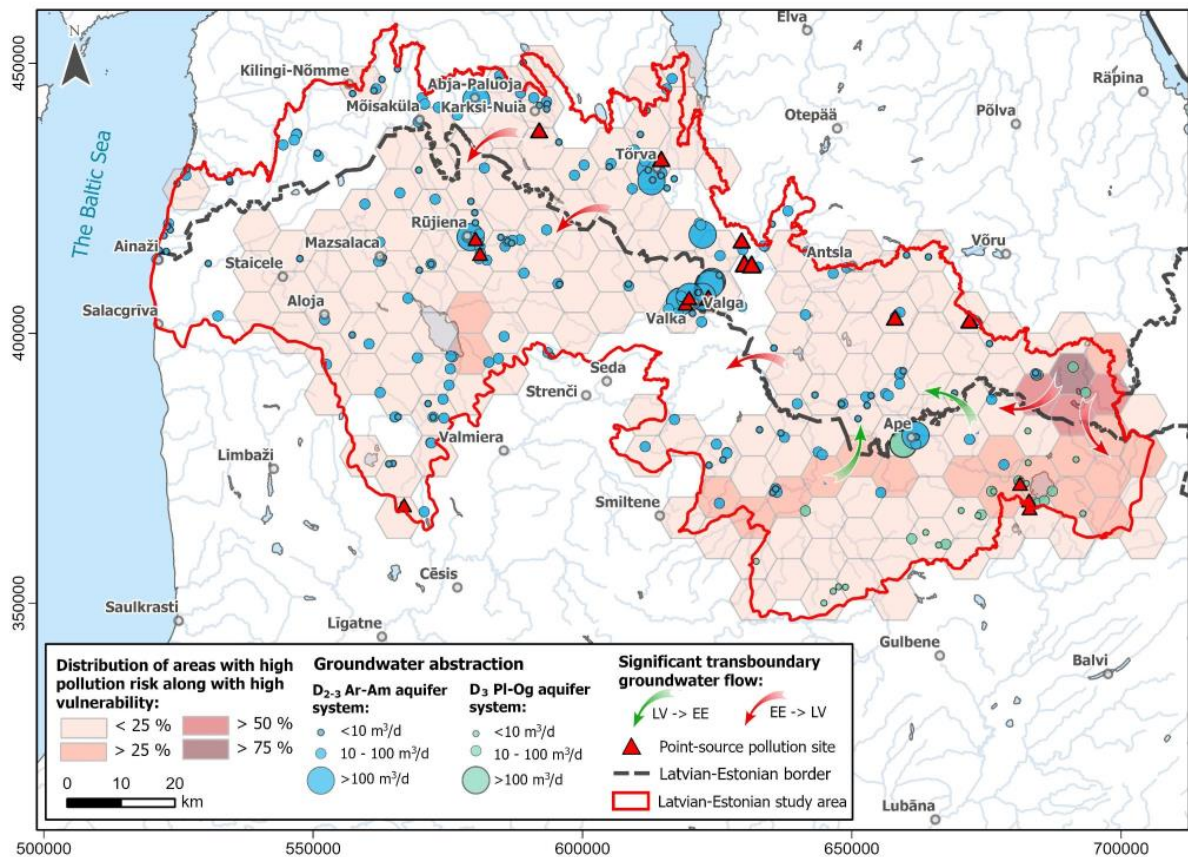 N
Elva
450000
Kilingi-Nõmme
Abja-Paluoja
Räpina
Mõisaküla
Karksi-Nuia
Otepää
Põlva
The Baltic Sea
Tõrva
Rūjiena
Ainaži
Mazsalaca
Antsla
Võru
Staicele
Salacgrīva
Aloja
Valga
Valka
400000
Seda
Strenči
Ape
Valmiera
Limbaži
Smiltene
Cēsis
350000
Saulkrasti
Līgatne
Gulbene
Balvi
Lubāna
Distribution of areas with high
pollution risk along with high
vulnerability:
< 25 %
> 50 %
> 25 %
> 75 %
0 10 20
km
Groundwater abstraction
D2-3 Ar-Am aquifer
system:
<10 m³/d
10 - 100 m³/d
>100 m³/d
D3 Pl-Og aquifer
system:
<10 m³/d
10 - 100 m³/d
>100 m³/d
Significant transboundary
groundwater flow:
LV -> EE
EE -> LV
Point-source pollution site
Latvian-Estonian border
Latvian-Estonian study area
500000 550000 600000 650000 700000